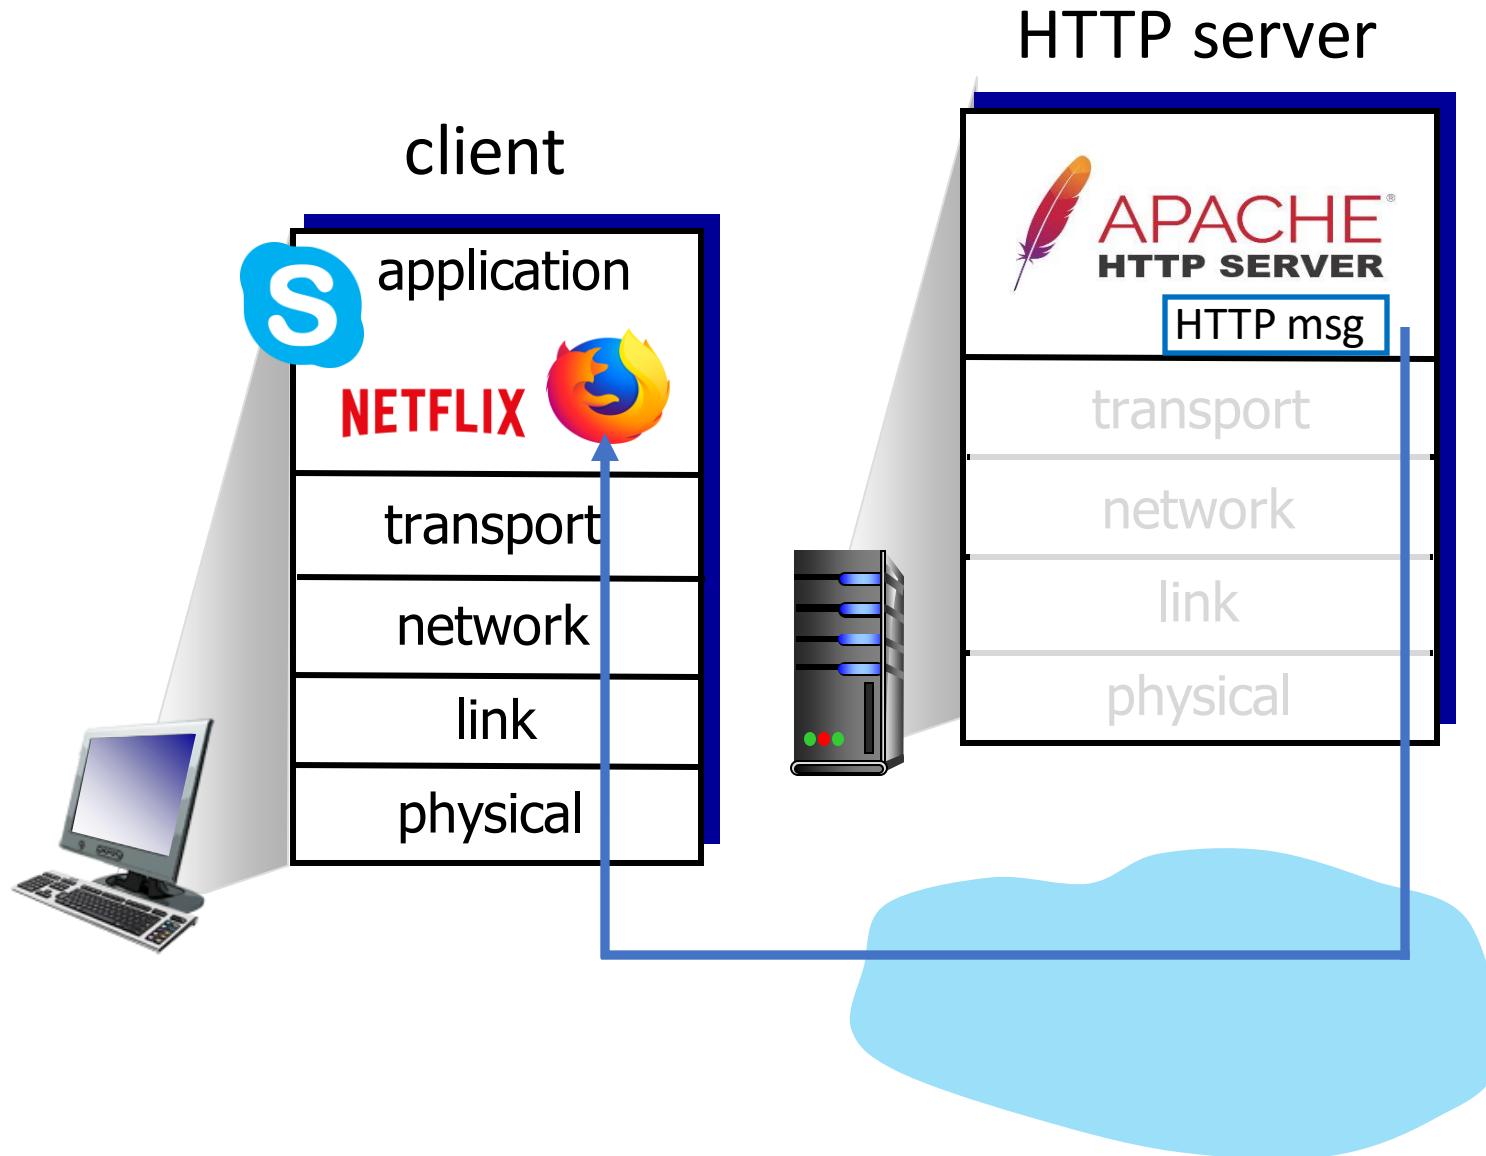 HTTP server
client
application
S
NETFLIX
transport
network
link
physical
APACHE®
HTTP SERVER
HTTP msg
transport
network
link
physical